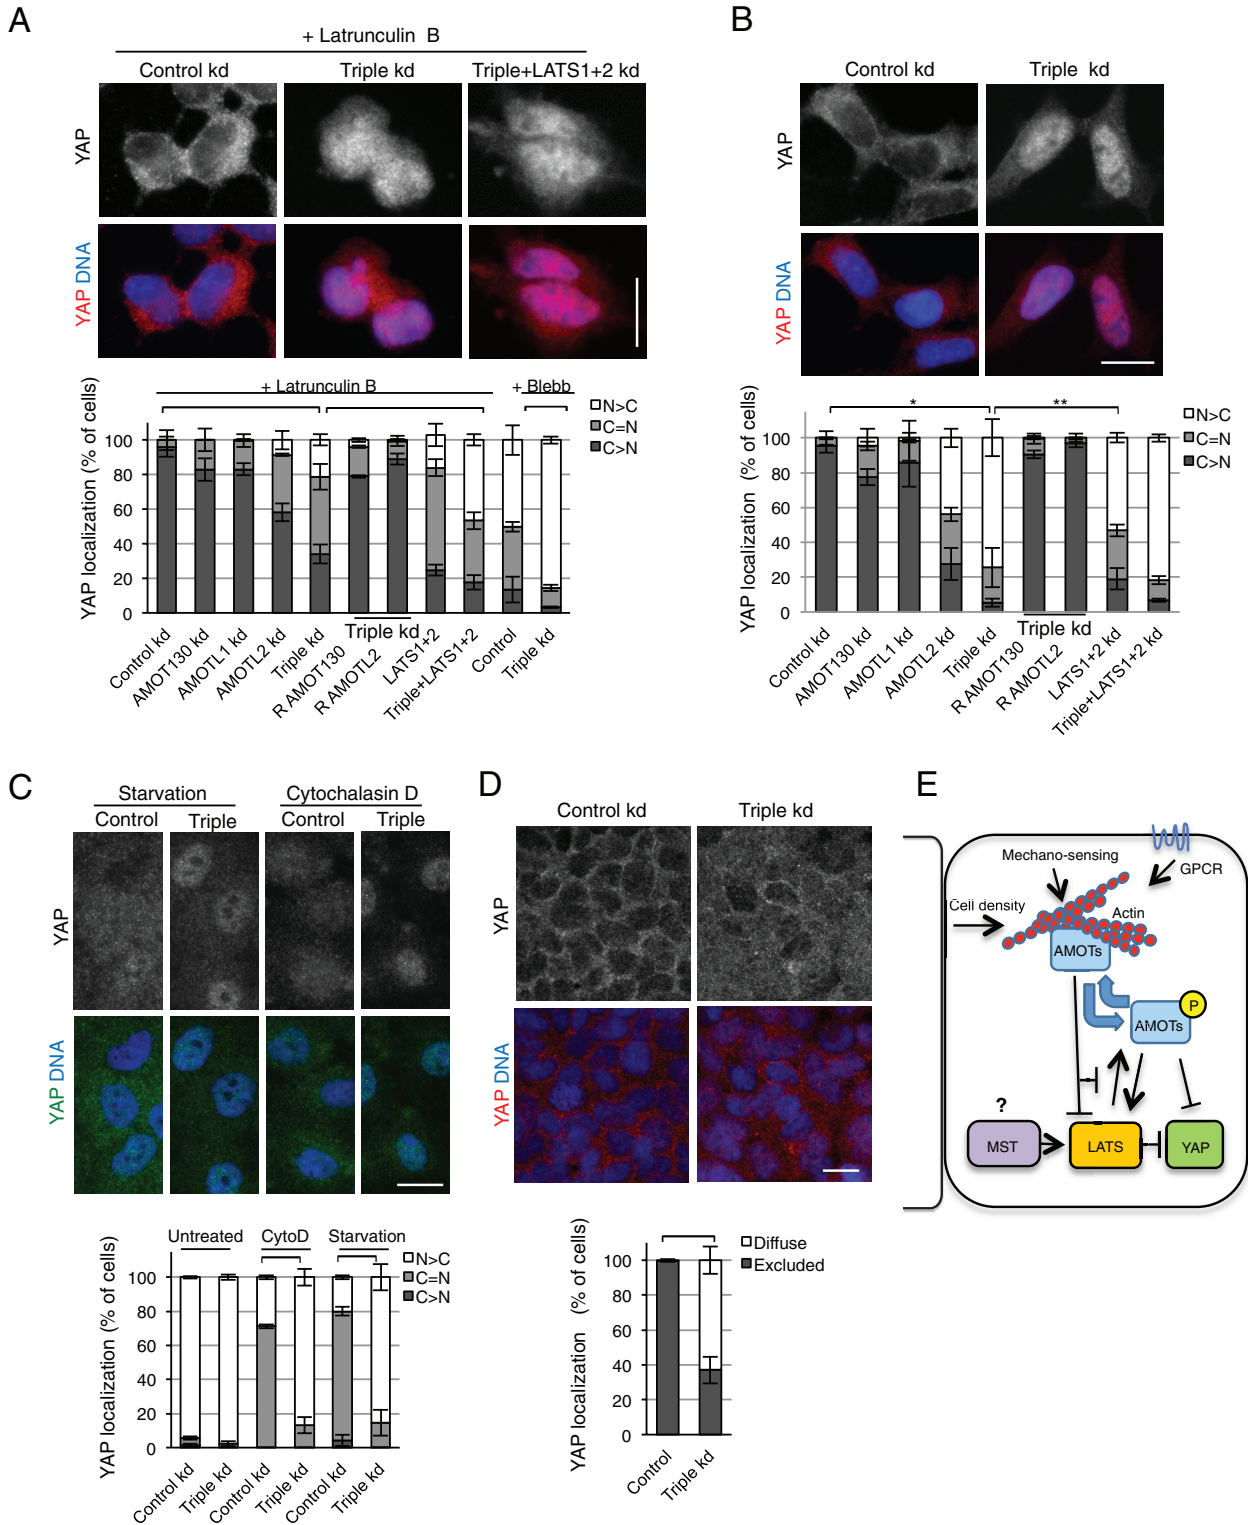 A
+ Latrunculin B
Control kd
Triple kd
Triple+LATS1+2 kd
YAP
YAP DNA
+ Latrunculin B
+ Blebb
N>C
C=N
C>N
YAP localization (% of cells)
100
80
60
40
20
0
Control kd
AMOT130 kd
AMOTL1 kd
AMOTL2 kd
Triple kd
R AMOT130
R AMOTL2
Triple kd
LATS1+2
Triple+LATS1+2
Control
Triple kd
B
Control kd
Triple kd
YAP
YAP DNA
*
**
N>C
C=N
C>N
YAP localization (% of cells)
100
80
60
40
20
0
Control kd
AMOT130 kd
AMOTL1 kd
AMOTL2 kd
Triple kd
R AMOT130
R AMOTL2
Triple kd
LATS1+2 kd
Triple+LATS1+2 kd
C
Starvation
Cytochalasin D
Control
Triple
Control
Triple
YAP
YAP DNA
Untreated
CytoD
Starvation
N>C
C=N
C>N
YAP localization (% of cells)
100
80
60
40
20
0
Control kd
Triple kd
Control kd
Triple kd
Control kd
Triple kd
D
Control kd
Triple kd
YAP
YAP DNA
Diffuse
Excluded
YAP localization (% of cells)
100
80
60
40
20
0
Control
Triple kd
E
Mechano-sensing
GPCR
Cell density
Actin
AMOTs
P
AMOTs
?
MST
LATS
YAP